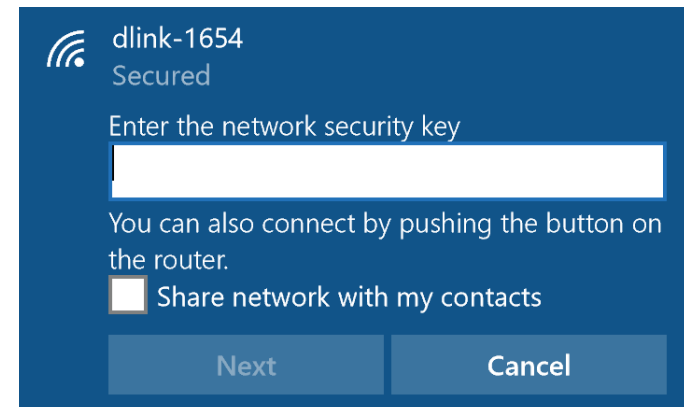 dlink-1654
Secured
Enter the network security key
You can also connect by pushing the button on
the router.
Share network with my contacts
Next
Cancel